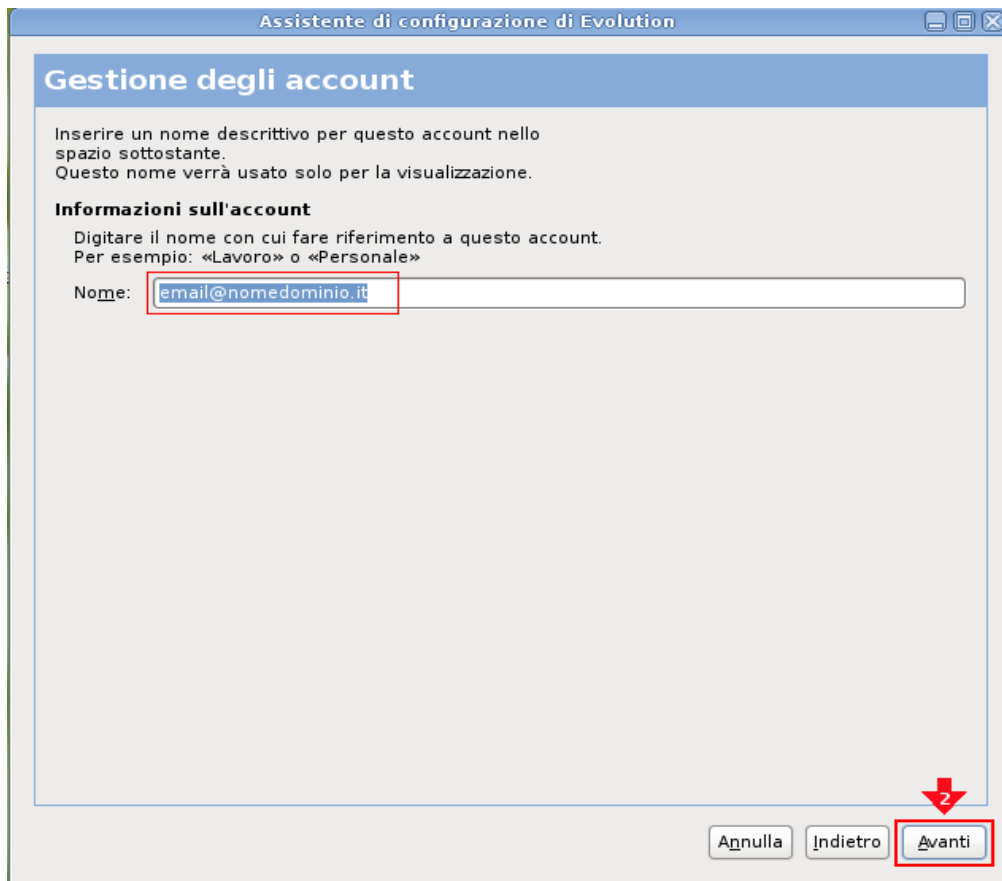 Assistente di configurazione di Evolution
Gestione degli account
Inserire un nome descrittivo per questo account nello
spazio sottostante.
Questo nome verrà usato solo per la visualizzazione.
Informazioni sull'account
Digitare il nome con cui fare riferimento a questo account.
Per esempio: «Lavoro» o «Personale»
Nome: email@nomedominio.it
2
Annulla Indietro Avanti